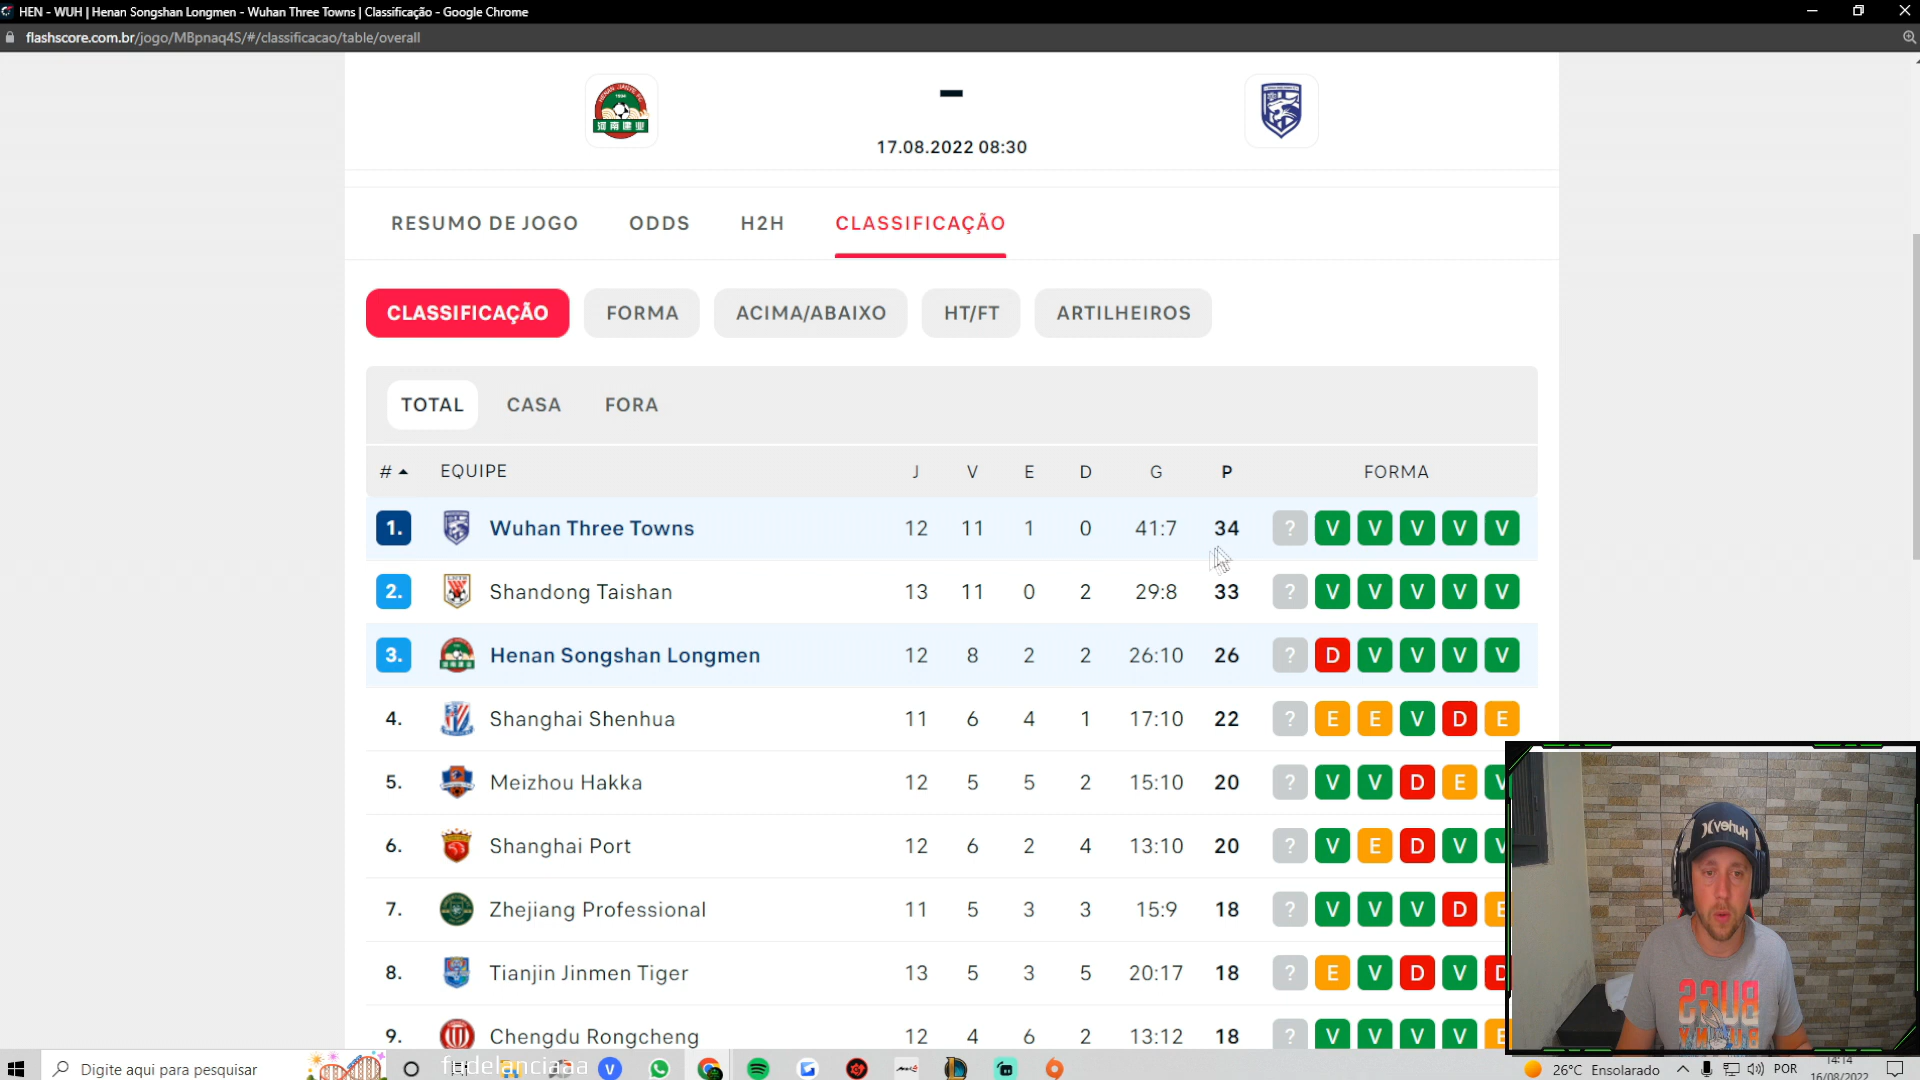 HEN - WUH | Henan Songshan Longmen - Wuhan Three Towns | Classificação - Google Chrome
flashscore.com.br/jogo/MBpnaq4S/#/classificacao/table/overall
-
17.08.2022 08:30
RESUMO DE JOGO ODDS H2H CLASSIFICAÇÃO
CLASSIFICAÇÃO FORMA ACIMA/ABAIXO HT/FT ARTILHEIROS
TOTAL CASA FORA
# EQUIPE J V E D G P FORMA
1. Wuhan Three Towns 12 11 1 0 41:7 34 ? V V V V V
2. Shandong Taishan 13 11 0 2 29:8 33 ? V V V V V
3. Henan Songshan Longmen 12 8 2 2 26:10 26 ? D V V V V
4. Shanghai Shenhua 11 6 4 1 17:10 22 ? E E V D E
5. Meizhou Hakka 12 5 5 2 15:10 20 ? V V D E V
6. Shanghai Port 12 6 2 4 13:10 20 ? V E D V V
7. Zhejiang Professional 11 5 3 3 15:9 18 ? V V V D E
8. Tianjin Jinmen Tiger 13 5 3 5 20:17 18 ? E V D V D
9. Chengdu Rongcheng 12 4 6 2 13:12 18 ? V V V V E
Digite aqui para pesquisar
26°C Ensolarado POR
14:14
16/08/2022